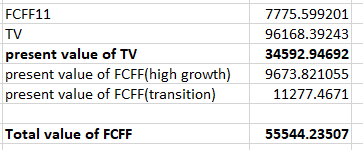 FCFF11 7775.599201
TV 96168.39243
present value of TV 34592.94692
present value of FCFF(high growth) 9673.821055
present value of FCFF(transition) 11277.4671
Total value of FCFF 55544.23507